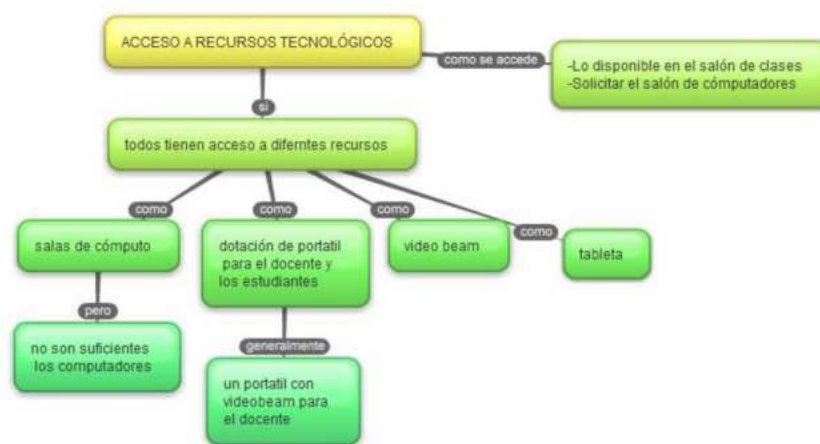 ACCESO A RECURSOS TECNOLÓGICOS
como se accede
-Lo disponible en el salón de clases
-Solicitar el salón de cómputadores
si
todos tienen acceso a diferntes recursos
como
como
como
como
salas de cómputo
dotación de portatil
para el docente y
los estudiantes
video beam
tableta
pero
generalmente
no son suficientes
los computadores
un portatil con
videobeam para
el docente